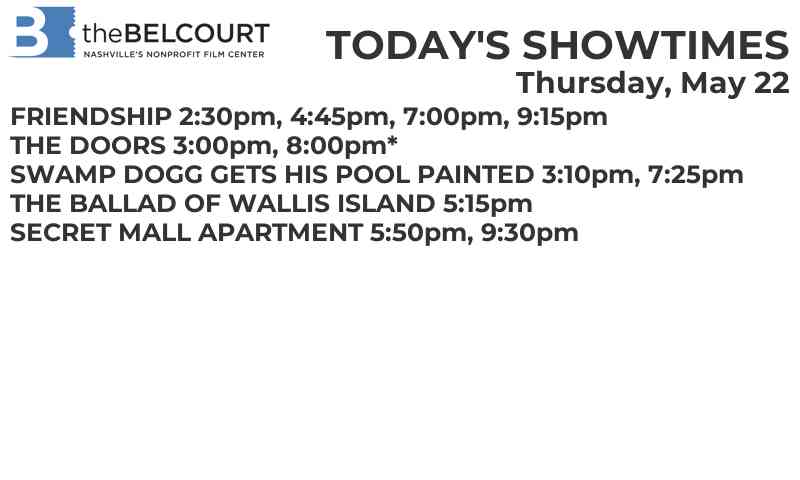 B theBELCOURT
NASHVILLE'S NONPROFIT FILM CENTER
TODAY'S SHOWTIMES
Thursday, May 22
FRIENDSHIP 2:30pm, 4:45pm, 7:00pm, 9:15pm
THE DOORS 3:00pm, 8:00pm*
SWAMP DOGG GETS HIS POOL PAINTED 3:10pm, 7:25pm
THE BALLAD OF WALLIS ISLAND 5:15pm
SECRET MALL APARTMENT 5:50pm, 9:30pm